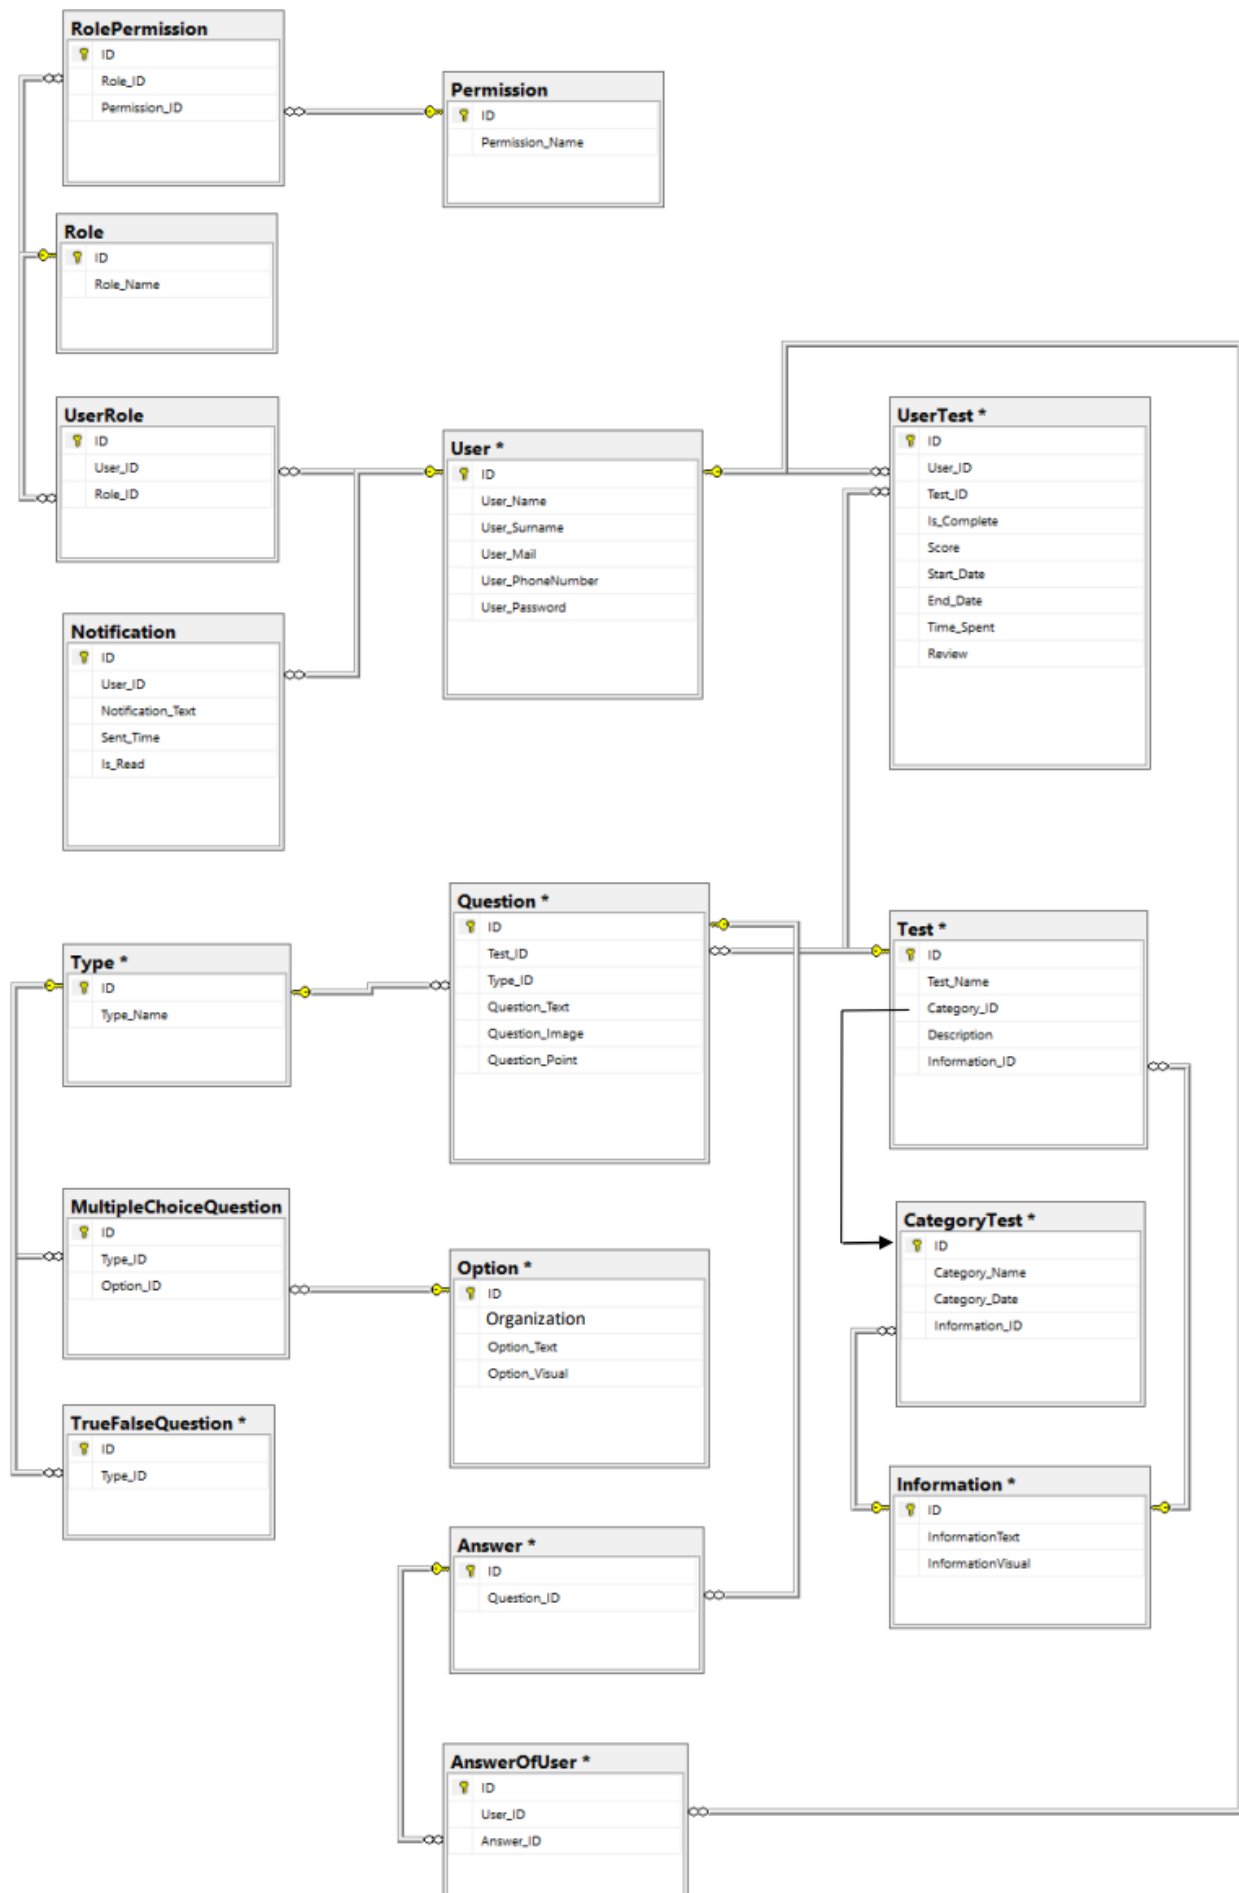 RolePermission
ID
Role_ID
Permission_ID
Permission
ID
Permission_Name
Role
ID
Role_Name
UserRole
ID
User_ID
Role_ID
User *
ID
User_Name
User_Surname
User_Mail
User_PhoneNumber
User_Password
UserTest *
ID
User_ID
Test_ID
Is_Complete
Score
Start_Date
End_Date
Time_Spent
Review
Notification
ID
User_ID
Notification_Text
Sent_Time
Is_Read
Type *
ID
Type_Name
Question *
ID
Test_ID
Type_ID
Question_Text
Question_Image
Question_Point
Test *
ID
Test_Name
Category_ID
Description
Information_ID
MultipleChoiceQuestion
ID
Type_ID
Option_ID
Option *
ID
Organization
Option_Text
Option_Visual
CategoryTest *
ID
Category_Name
Category_Date
Information_ID
TrueFalseQuestion *
ID
Type_ID
Information *
ID
InformationText
InformationVisual
Answer *
ID
Question_ID
AnswerOfUser *
ID
User_ID
Answer_ID